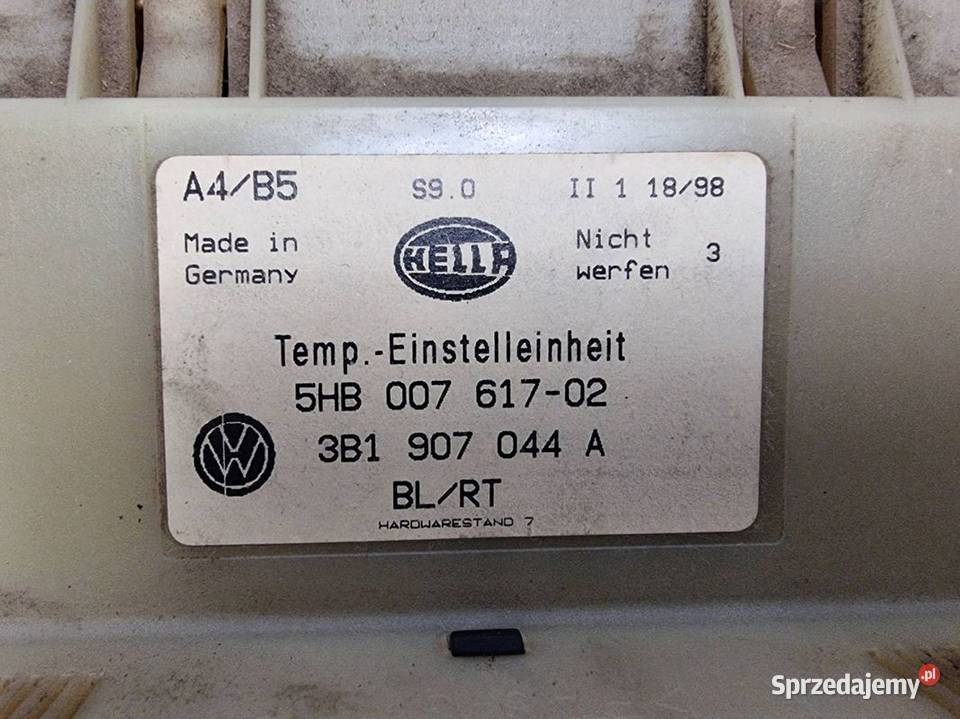 A4/B5 S9.0 II 1 18/98
Made in Germany
HELLA
Nicht werfen 3
Temp.-Einstelleinheit
5HB 007 617-02
VW
3B1 907 044 A
BL/RT
HARDWARESTAND 7
Sprzedajemy.pl